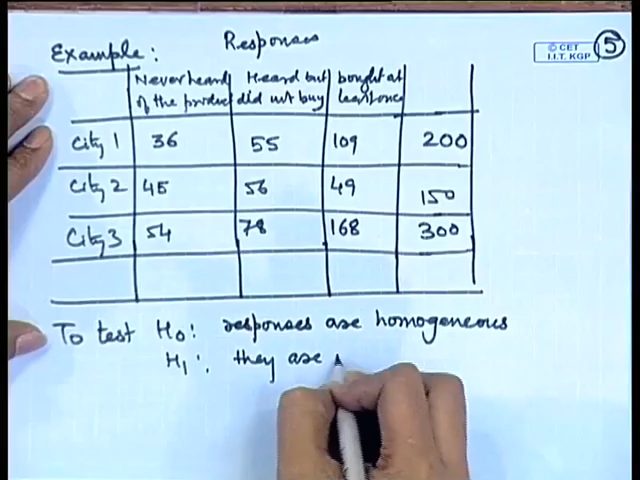 Example: Responses
© CET
I.I.T. KGP
5
Never heard of the product
Heard but did not buy
bought at least once
City 1 36 55 109 200
City 2 45 56 49 150
City 3 54 78 168 300
To test H0: responses are homogeneous
H1: they are